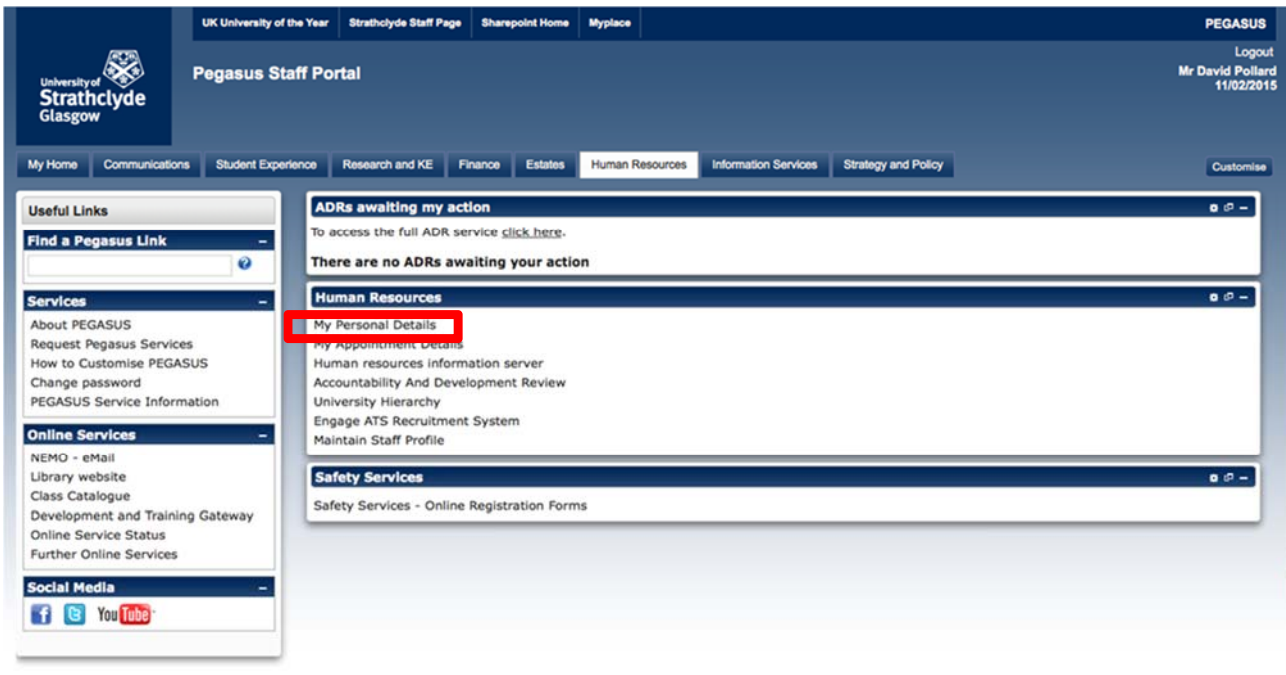 UK University of the Year
Strathclyde Staff Page
Sharepoint Home
Myplace
PEGASUS
Logout
Mr David Pollard
11/02/2015
University of
Strathclyde
Glasgow
Pegasus Staff Portal
My Home
Communications
Student Experience
Research and KE
Finance
Estates
Human Resources
Information Services
Strategy and Policy
Customise
Useful Links
Find a Pegasus Link
Services
About PEGASUS
Request Pegasus Services
How to Customise PEGASUS
Change password
PEGASUS Service Information
Online Services
NEMO - eMail
Library website
Class Catalogue
Development and Training Gateway
Online Service Status
Further Online Services
Social Media
You Tube
ADRs awaiting my action
To access the full ADR service click here.
There are no ADRs awaiting your action
Human Resources
My Personal Details
My Appointment Details
Human resources information server
Accountability And Development Review
University Hierarchy
Engage ATS Recruitment System
Maintain Staff Profile
Safety Services
Safety Services - Online Registration Forms